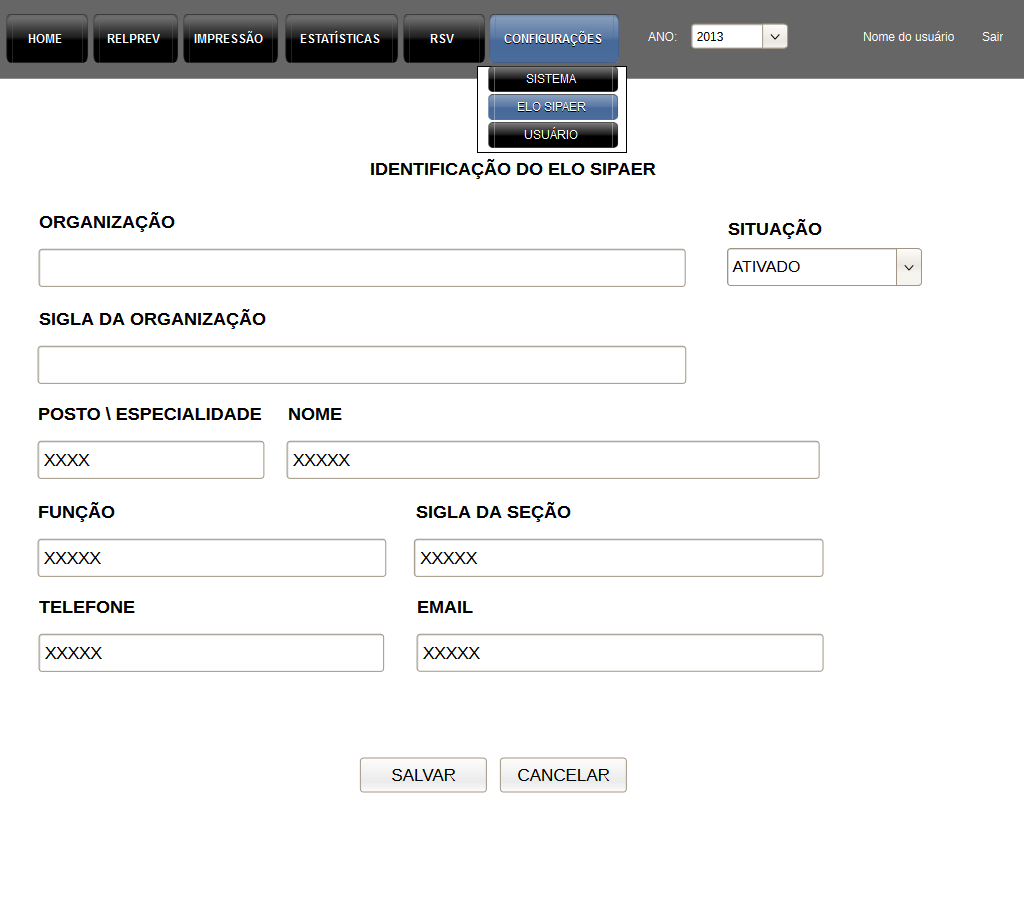 HOME RELPREV IMPRESSÃO ESTATÍSTICAS RSV CONFIGURAÇÕES ANO: 2013 Nome do usuário Sair
SISTEMA
ELO SIPAER
USUÁRIO
IDENTIFICAÇÃO DO ELO SIPAER
ORGANIZAÇÃO
SITUAÇÃO
ATIVADO
SIGLA DA ORGANIZAÇÃO
POSTO \ ESPECIALIDADE NOME
XXXX XXXXX
FUNÇÃO SIGLA DA SEÇÃO
XXXXX XXXXX
TELEFONE EMAIL
XXXXX XXXXX
SALVAR CANCELAR